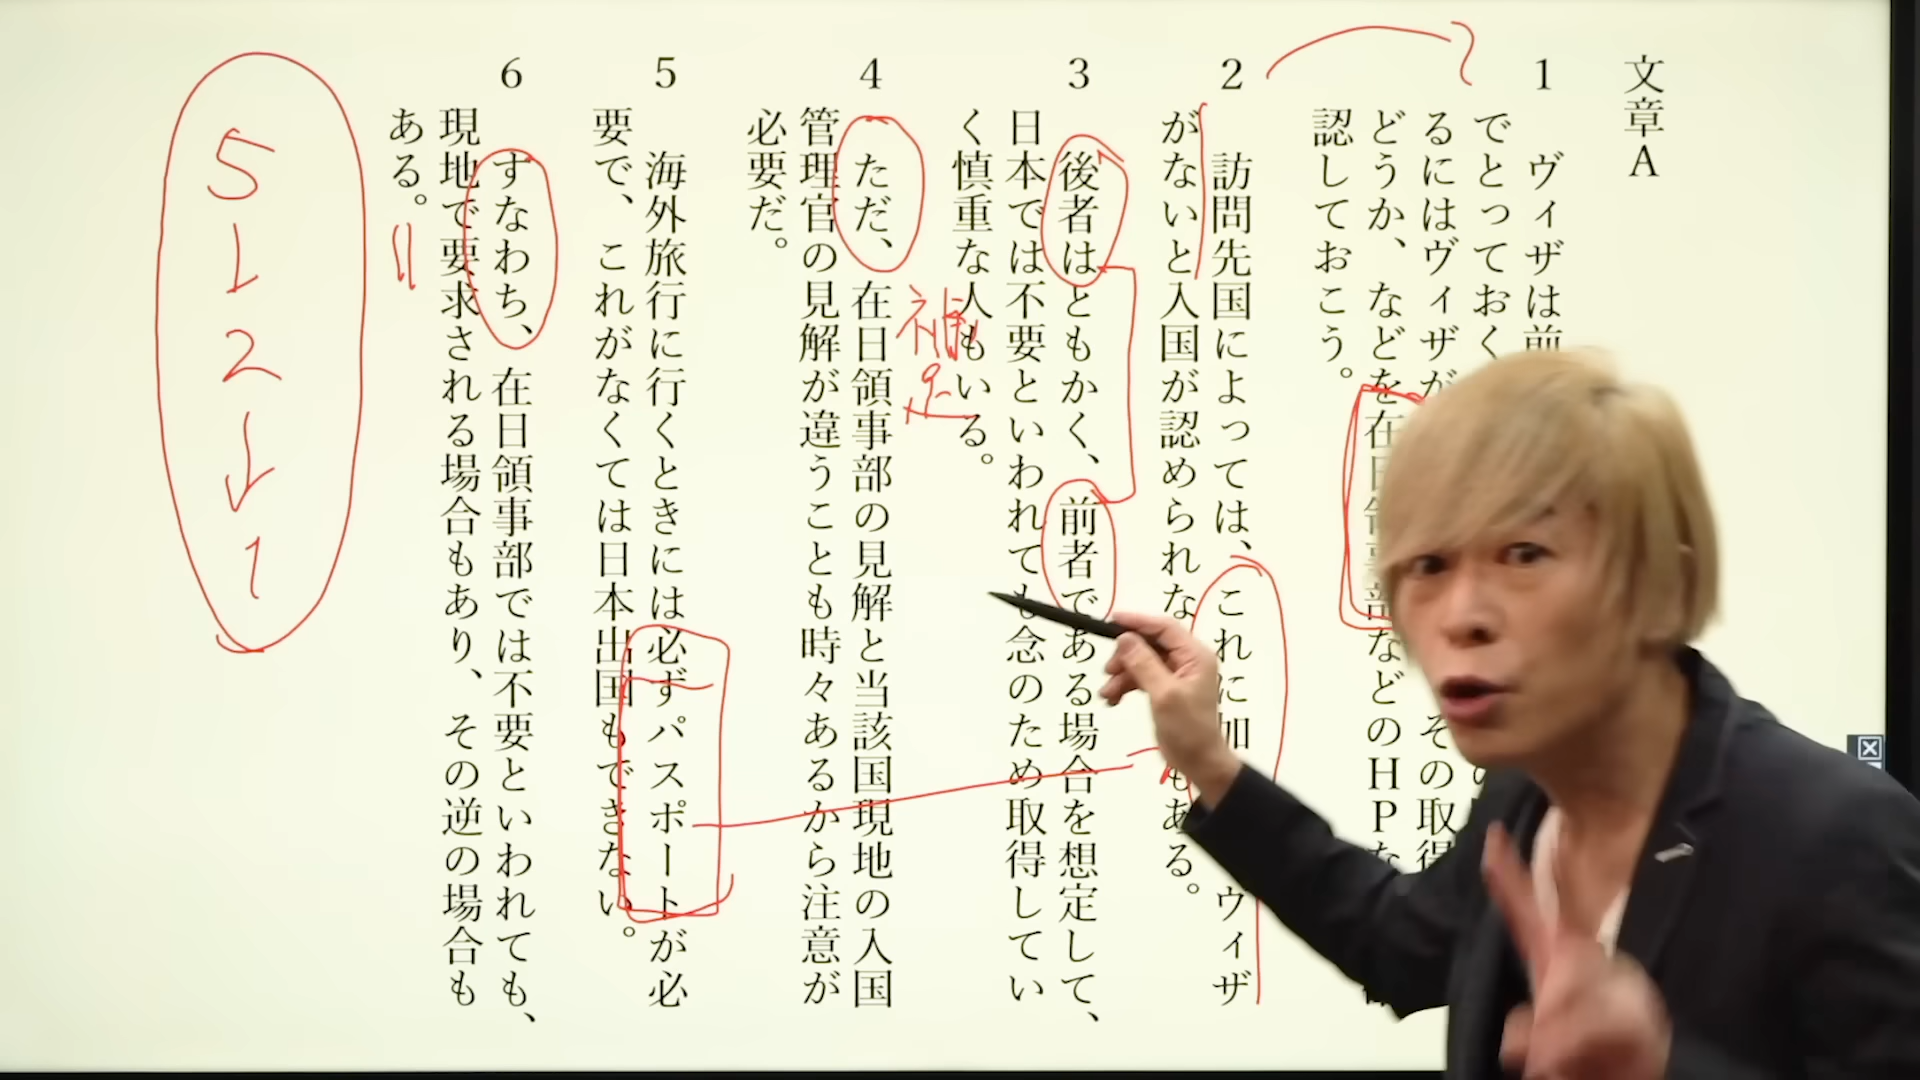 文章A
1
ヴィザは前
でとっておく
るにはヴィザが その取得
どうか、などを在日領事部などのHPな
認しておこう。
2
訪問先国によっては、これに加 ヴィザ
がないと入国が認められな もある。
3
後者はともかく、前者である場合を想定して、
日本では不要といわれても念のため取得してい
く慎重な人もいる。
4
ただ、在日領事部の見解と当該国現地の入国
管理官の見解が違うことも時々あるから注意が
必要だ。
補足
5
海外旅行に行くときには必ずパスポートが必
要で、これがなくては日本出国もできない。
6
すなわち、在日領事部では不要といわれても、
現地で要求される場合もあり、その逆の場合も
ある。
5
↓
2
↓
1